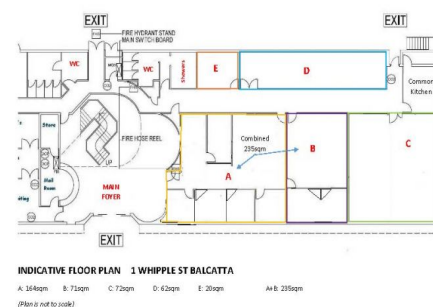 EXIT
EXIT
FIRE HYDRANT STAND
MAIN SWITCH BOARD
WC
WC
Showers
E
D
Common
Kitchen
Store
FIRE HOSE REEL
Combined
235sqm
UP
A
B
C
Mail
Room
MAIN
FOYER
EXIT
INDICATIVE FLOOR PLAN 1 WHIPPLE ST BALCATTA
A: 164sqm B: 71sqm C: 72sqm D: 62sqm E: 20sqm A+B: 235sqm
(Plan is not to scale)